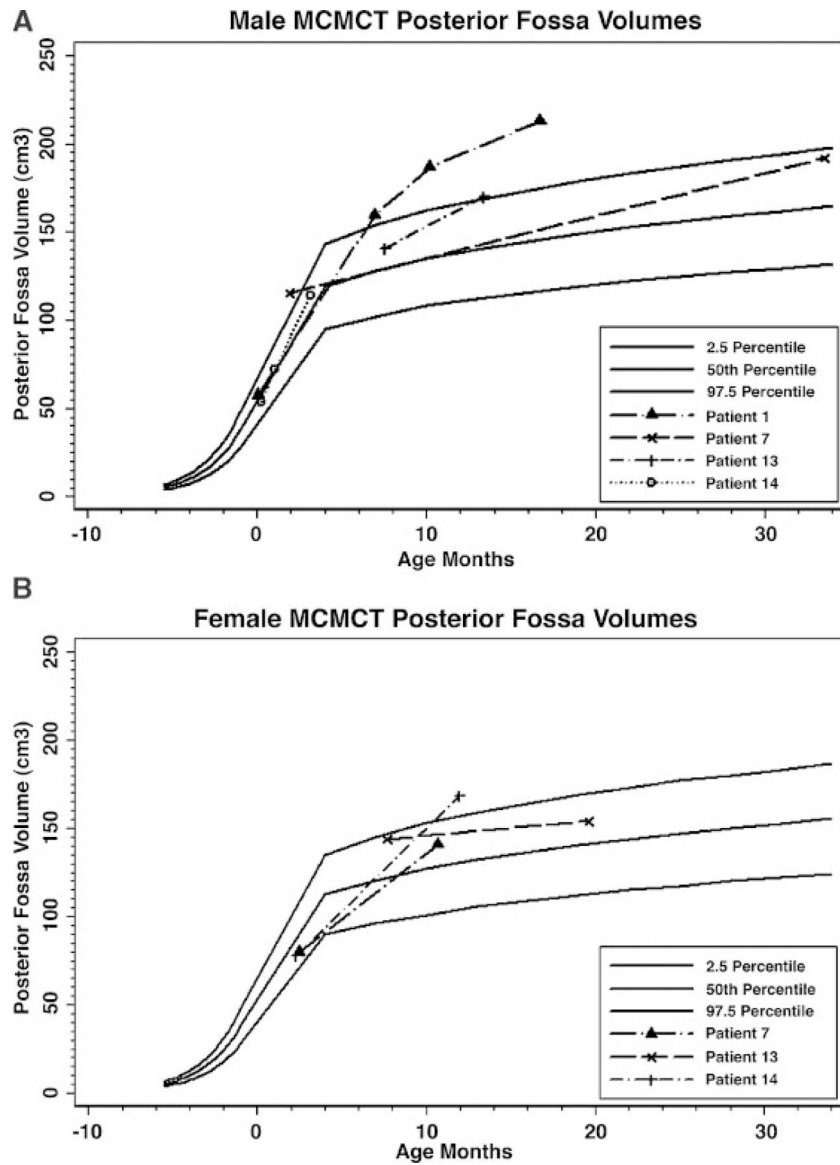 A
Male MCMCT Posterior Fossa Volumes
Posterior Fossa Volume (cm3)
250
200
150
100
50
0
2.5 Percentile
50th Percentile
97.5 Percentile
Patient 1
Patient 7
Patient 13
Patient 14
-10 0 10 20 30
Age Months
B
Female MCMCT Posterior Fossa Volumes
Posterior Fossa Volume (cm3)
250
200
150
100
50
0
2.5 Percentile
50th Percentile
97.5 Percentile
Patient 7
Patient 13
Patient 14
-10 0 10 20 30
Age Months